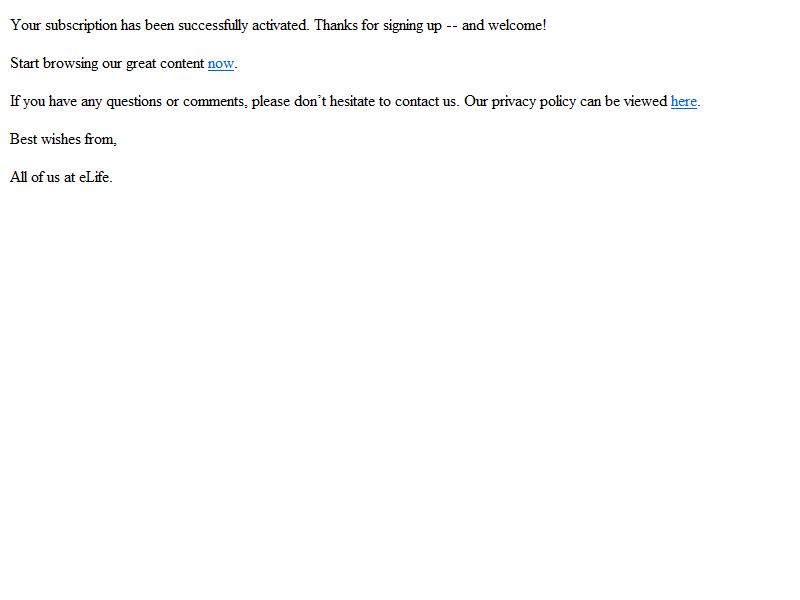 Your subscription has been successfully activated. Thanks for signing up -- and welcome!
Start browsing our great content now.
If you have any questions or comments, please don't hesitate to contact us. Our privacy policy can be viewed here.
Best wishes from,
All of us at eLife.